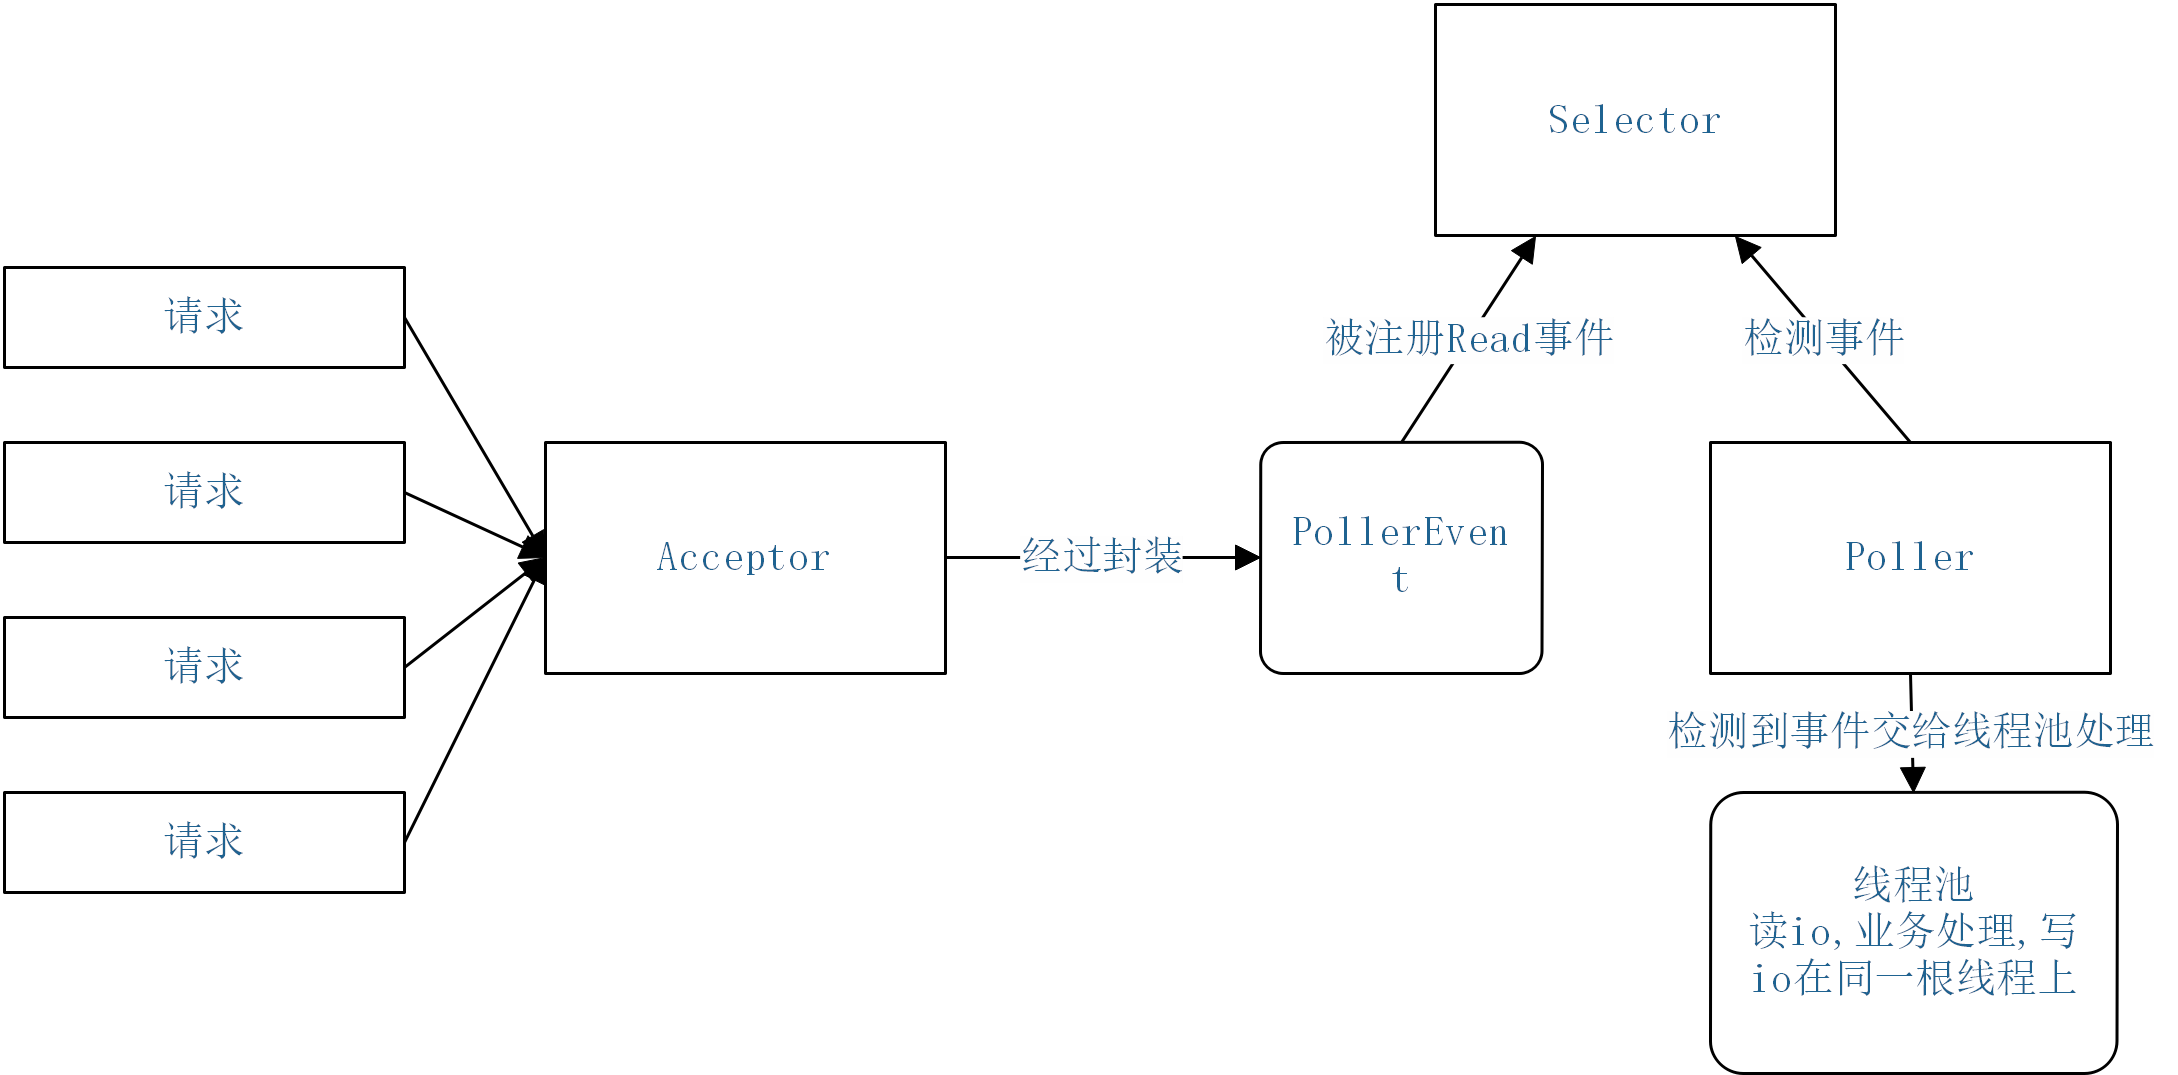 Selector
请求
被注册Read事件
检测事件
请求
Acceptor
经过封装
PollerEven
t
Poller
请求
检测到事件交给线程池处理
请求
线程池
读io,业务处理,写
io在同一根线程上